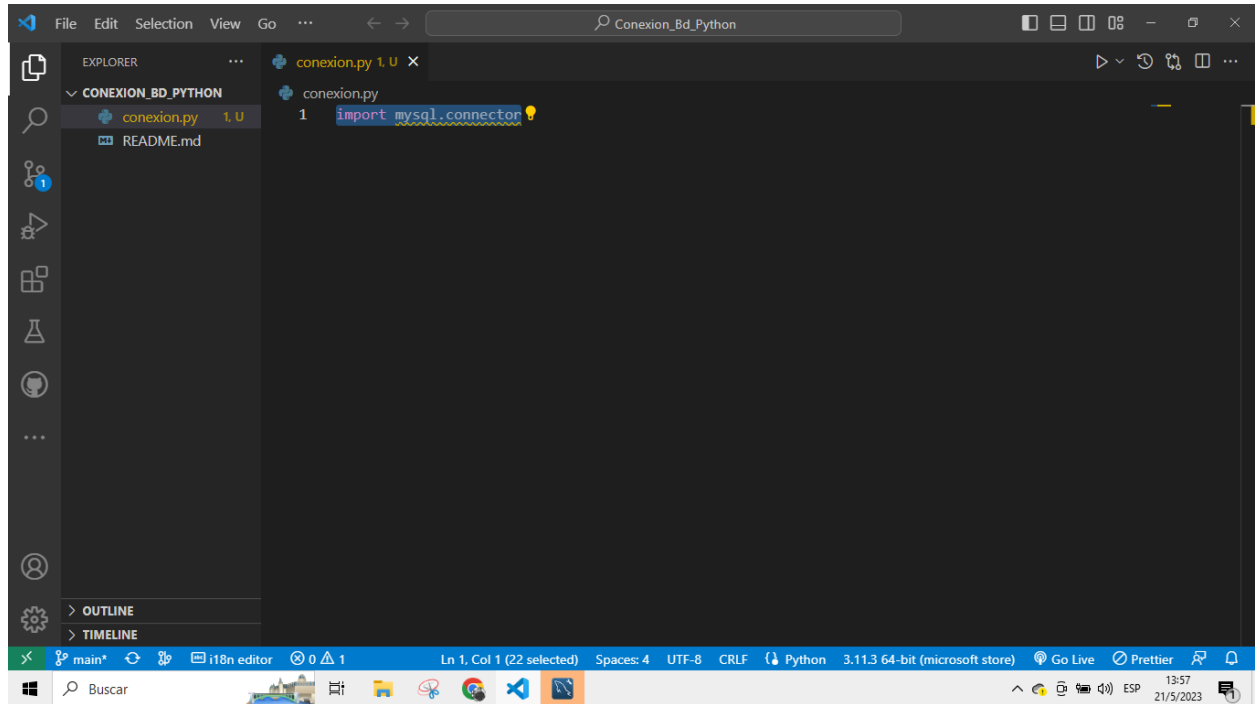 File Edit Selection View Go ··· Conexion_Bd_Python
EXPLORER ···
CONEXION_BD_PYTHON
conexion.py 1, U
README.md
conexion.py 1, U
conexion.py
1 import mysql.connector
1
OUTLINE
TIMELINE
main* i18n editor 0 1 Ln 1, Col 1 (22 selected) Spaces: 4 UTF-8 CRLF Python 3.11.3 64-bit (microsoft store) Go Live Prettier
Buscar ESP 13:57
21/5/2023
1